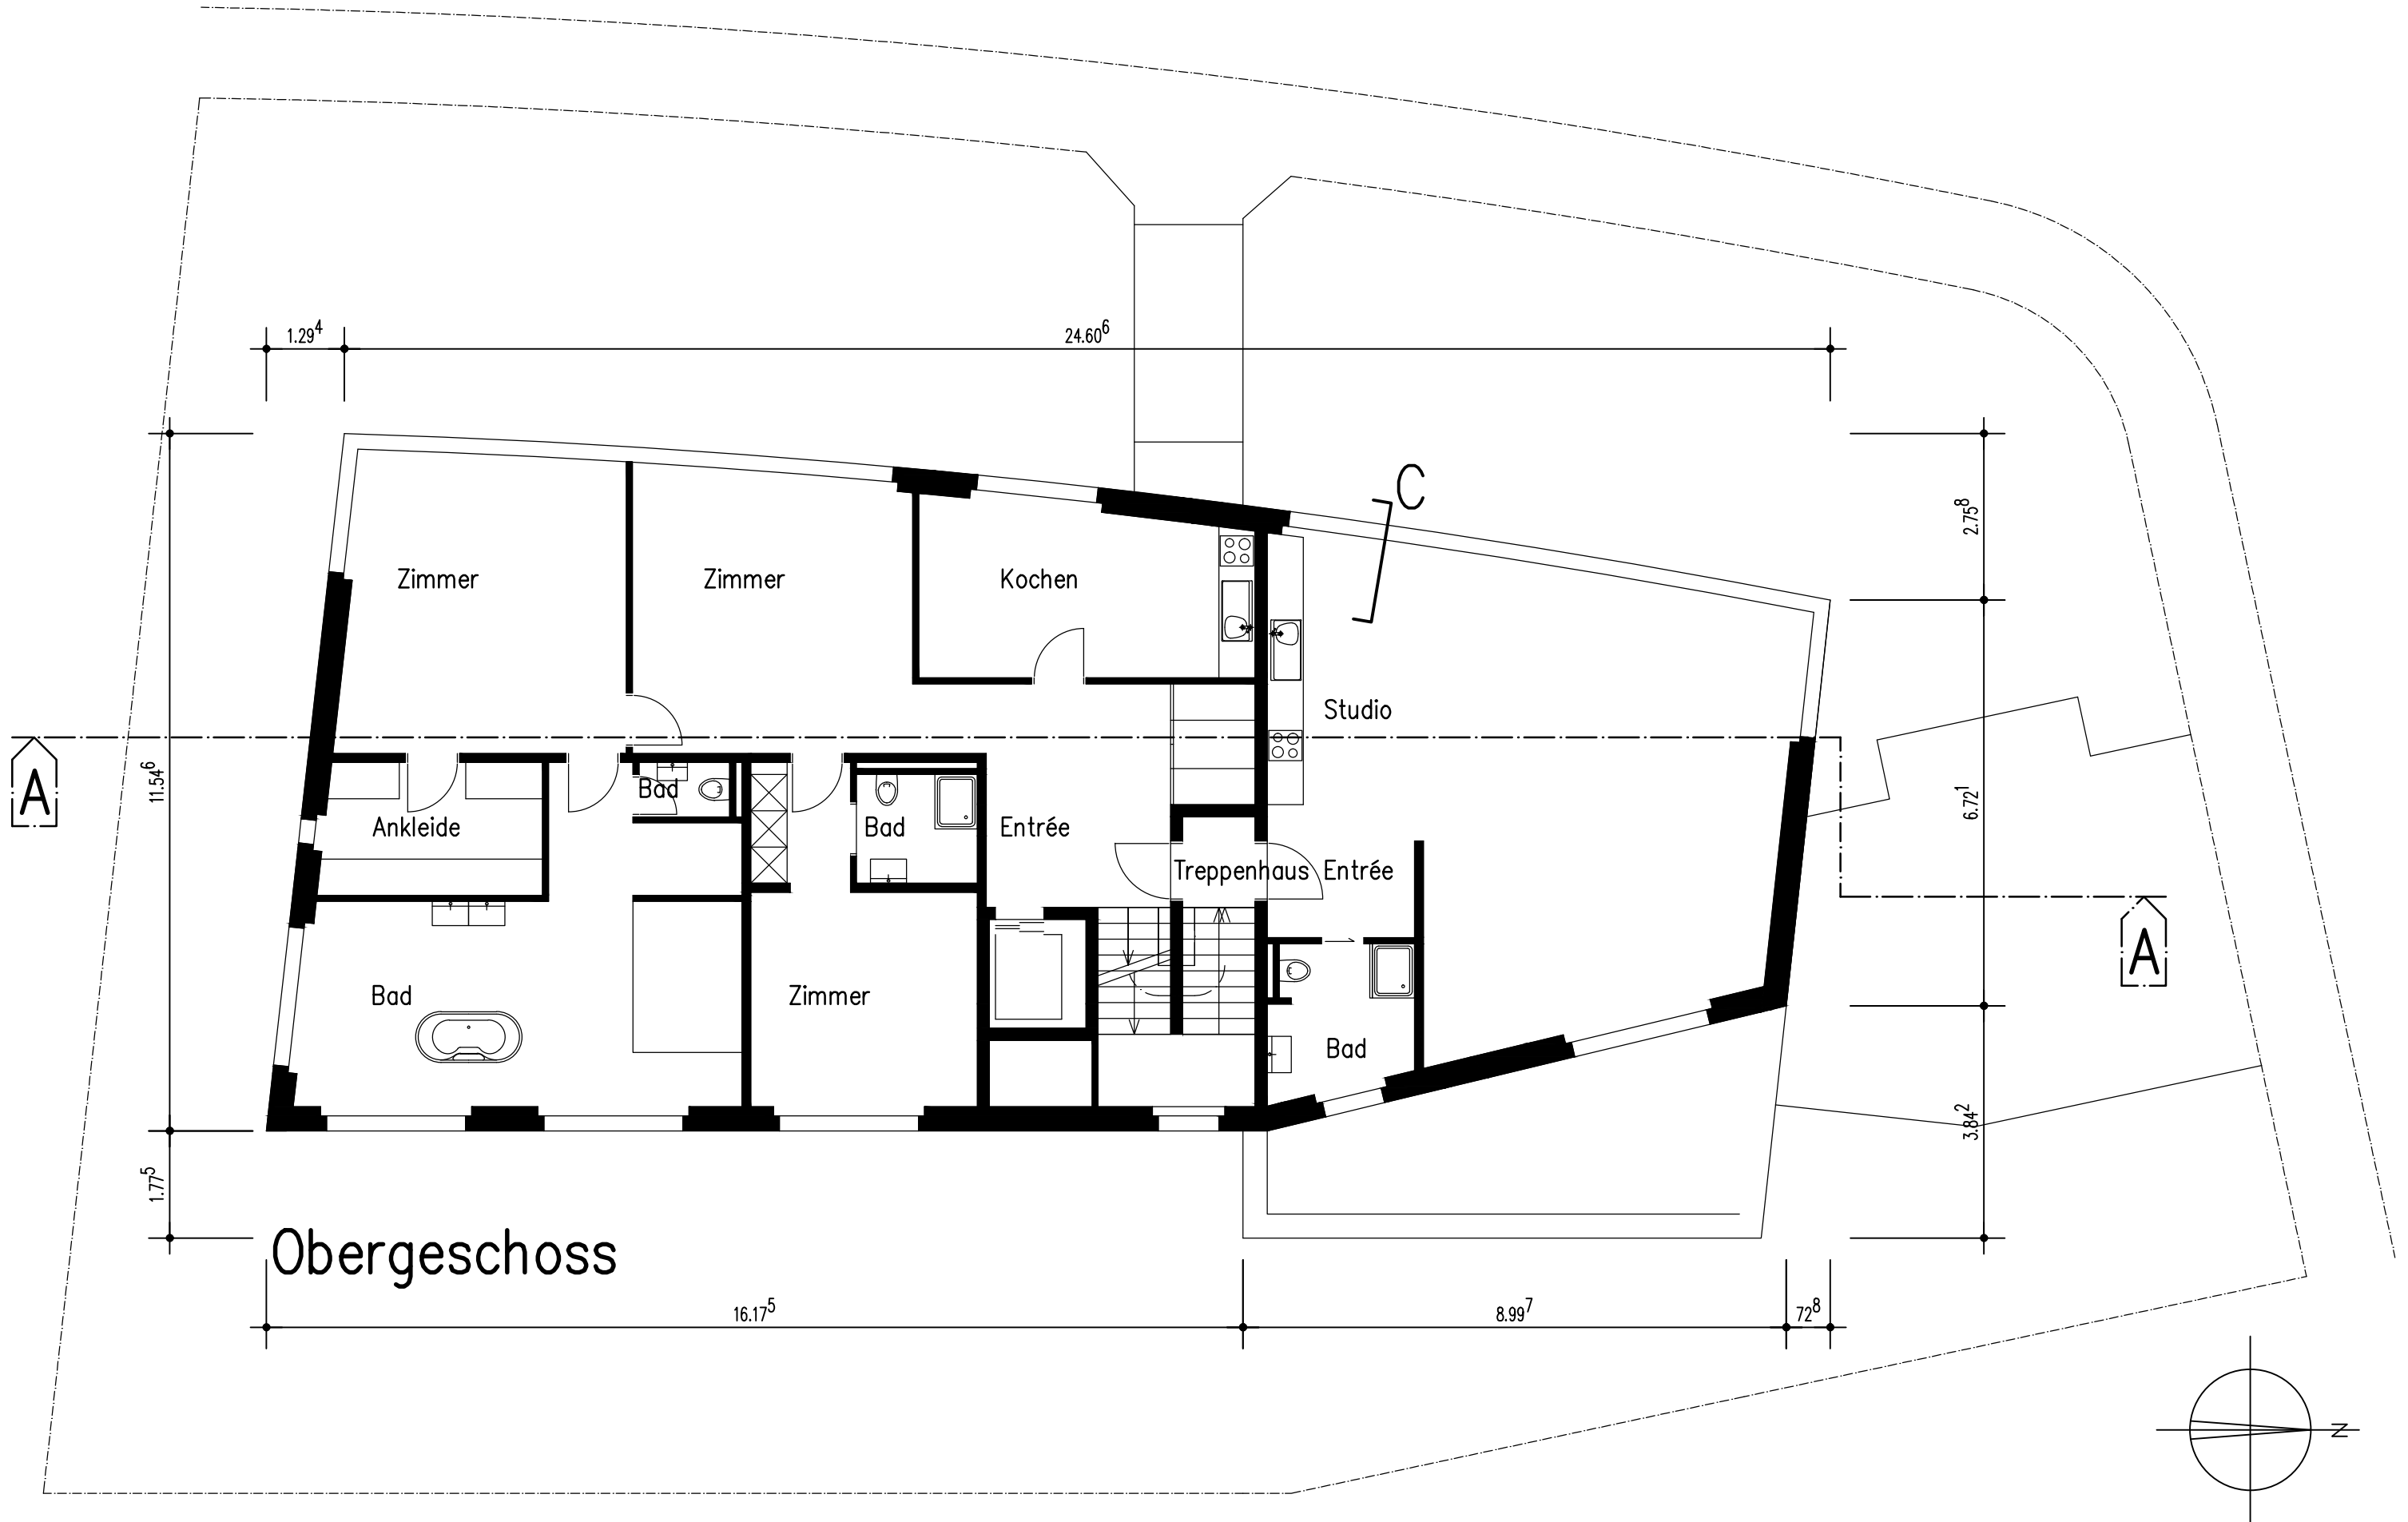 1.29⁴ 24.60⁶
C
2.75⁸
Zimmer Zimmer Kochen
Studio
11.54⁶
A
Bad
6.72¹
Ankleide Bad Entrée
Treppenhaus Entrée
A
Bad Zimmer
Bad
3.84²
1.77⁵
Obergeschoss
16.17⁵ 8.99⁷ 72⁸
N